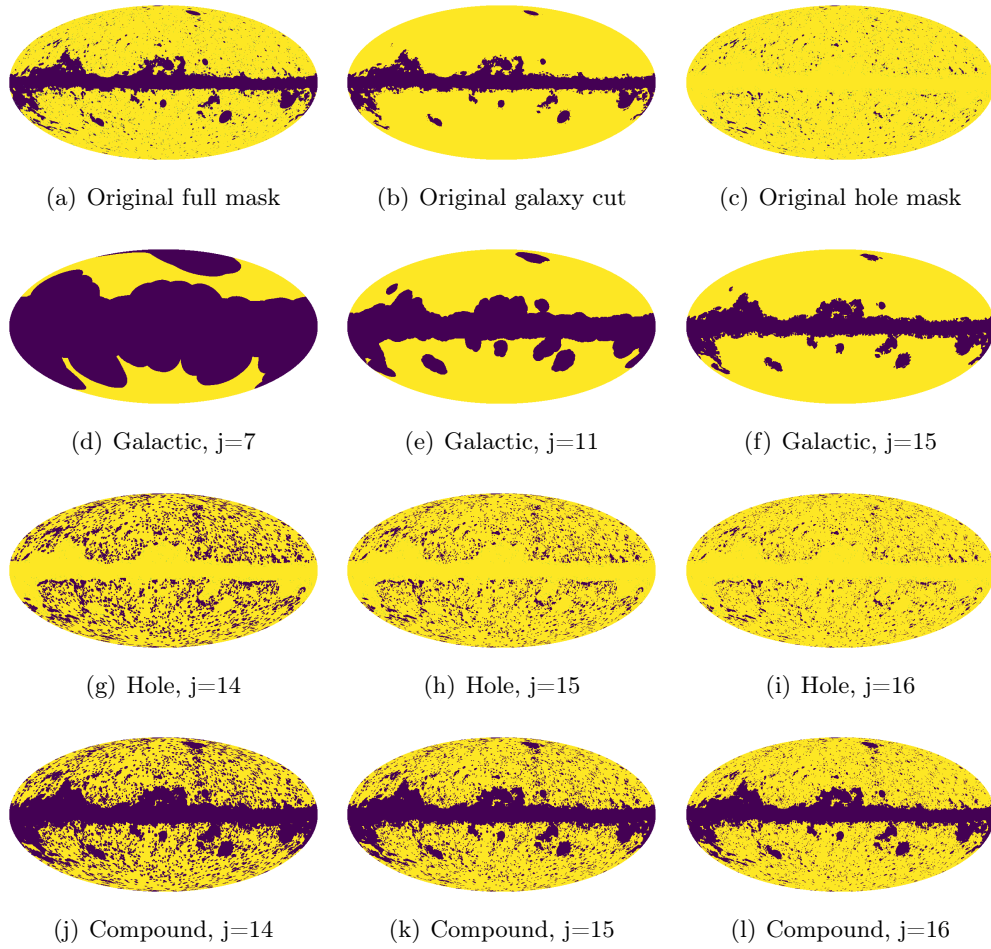 (a) Original full mask
(b) Original galaxy cut
(c) Original hole mask
(d) Galactic, j=7
(e) Galactic, j=11
(f) Galactic, j=15
(g) Hole, j=14
(h) Hole, j=15
(i) Hole, j=16
(j) Compound, j=14
(k) Compound, j=15
(l) Compound, j=16